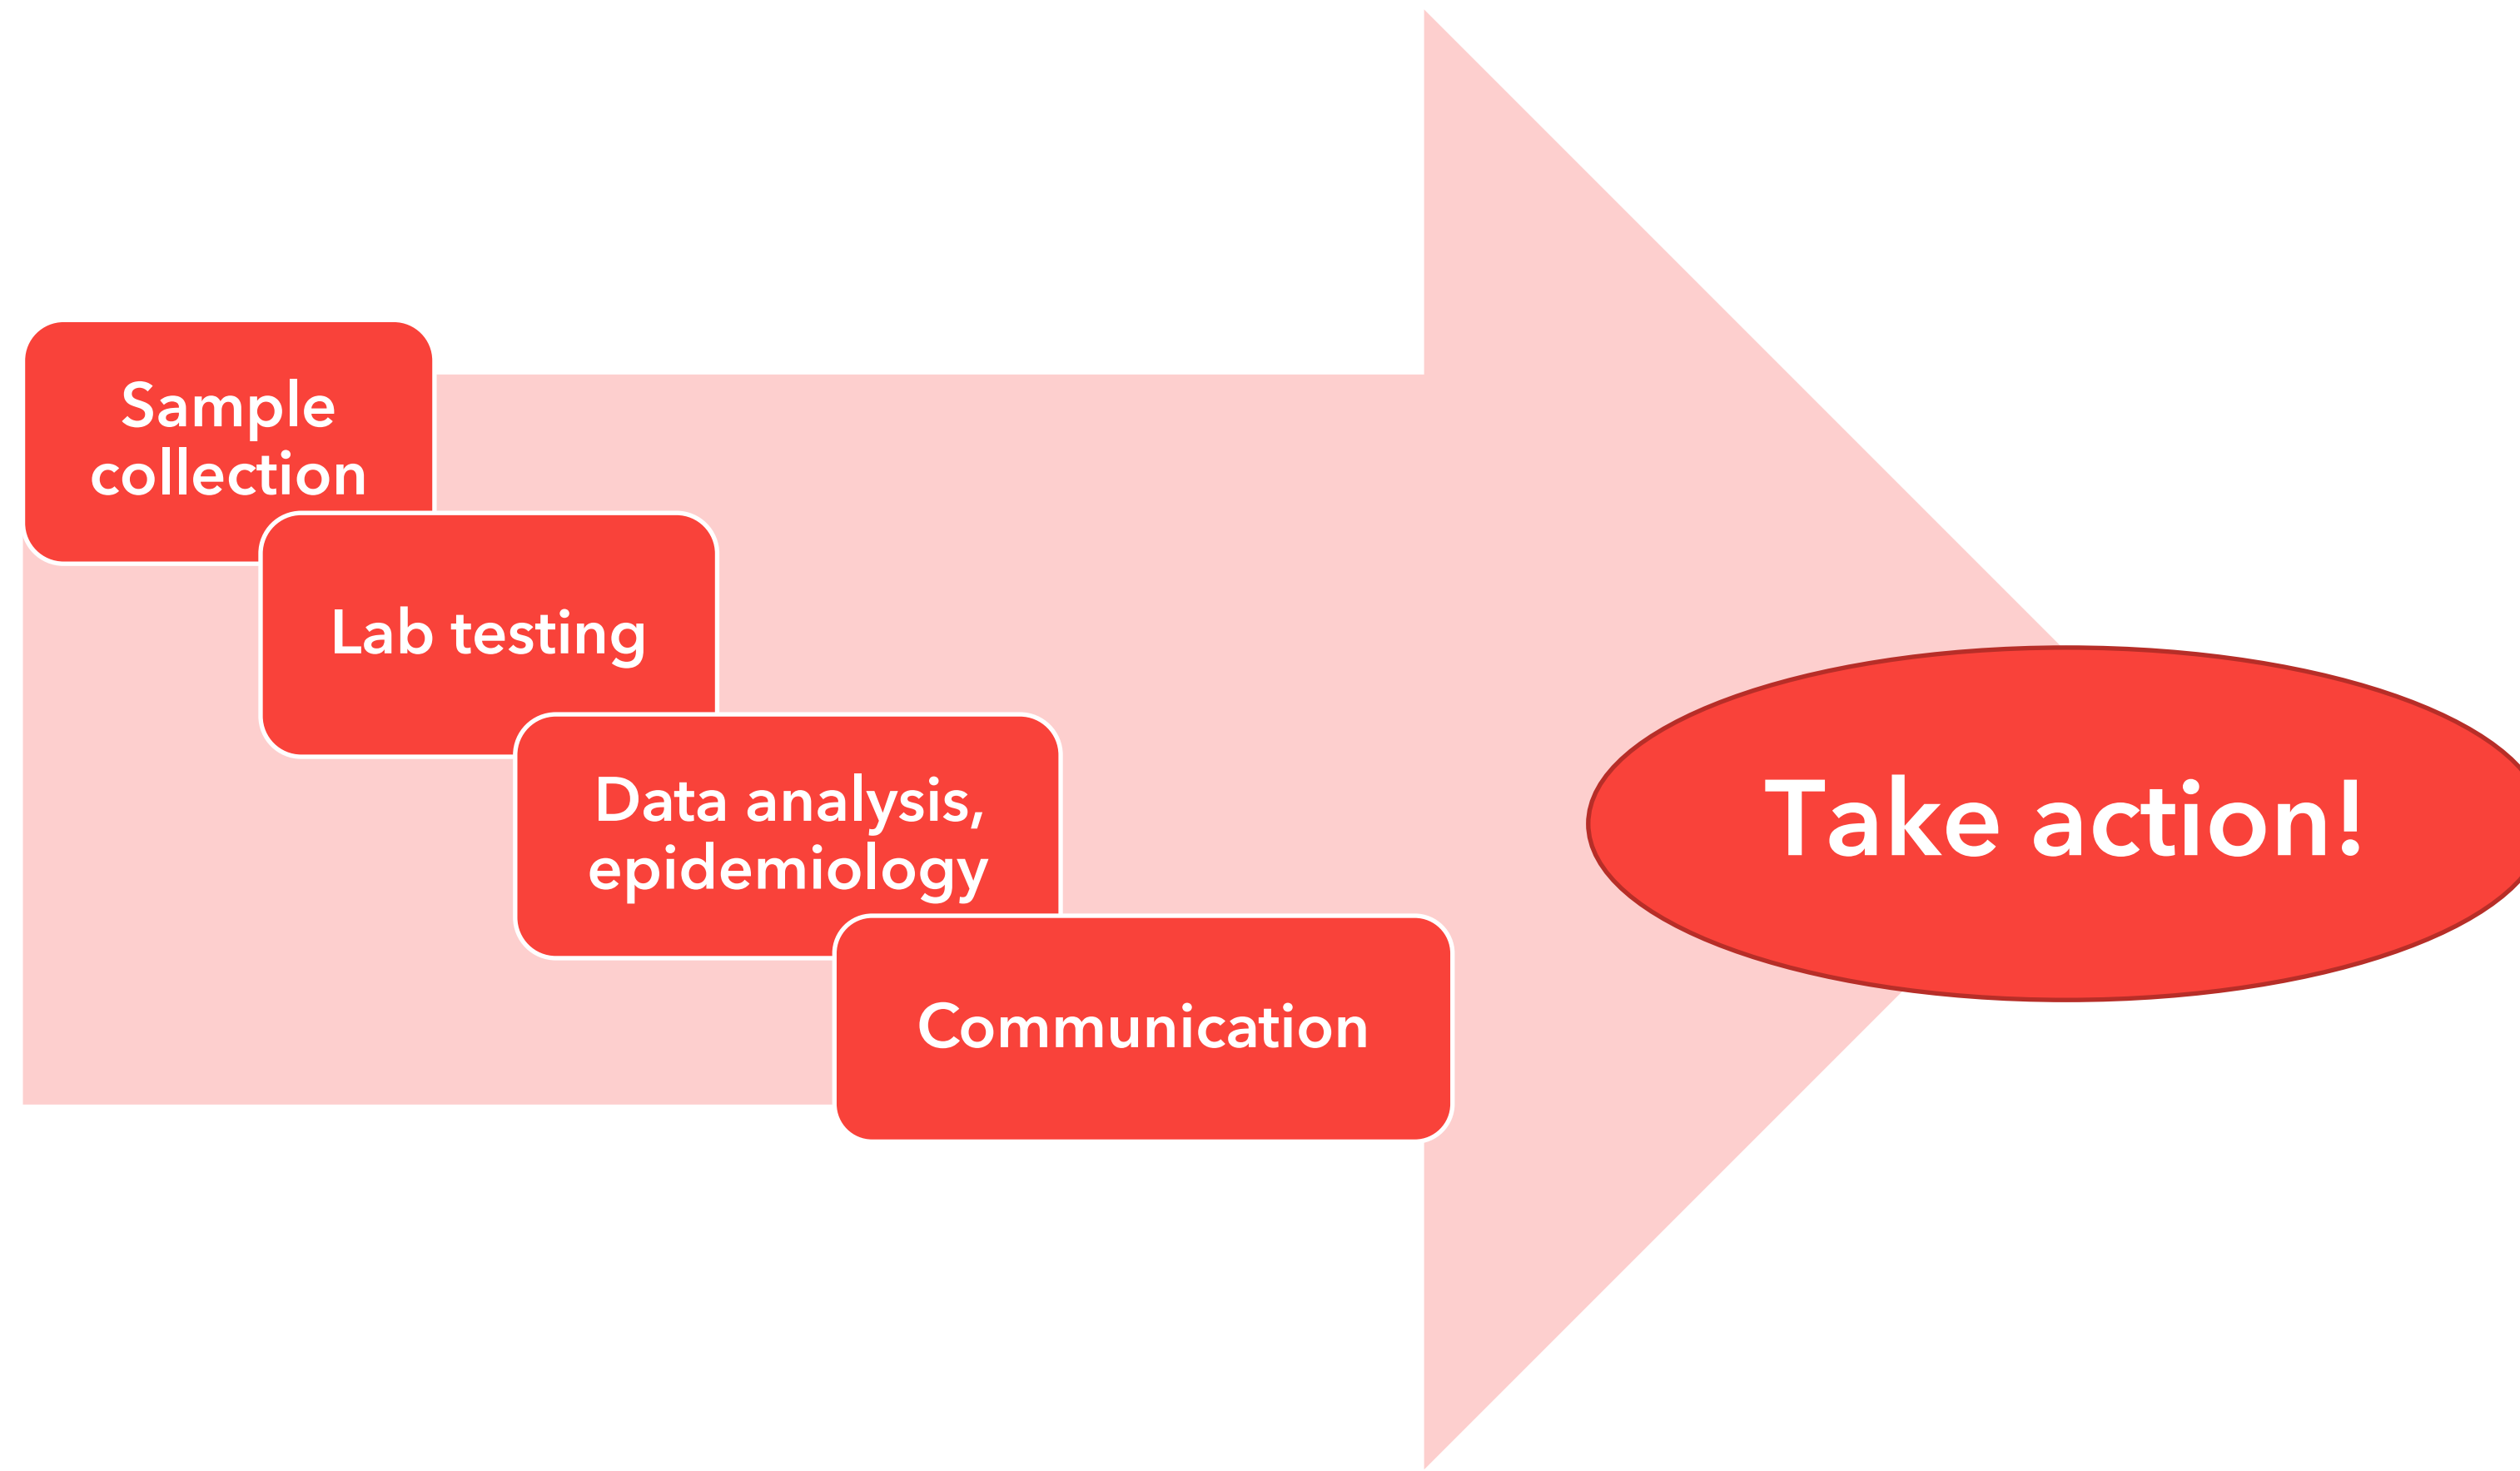 Sample
collection
Lab testing
Data analysis,
epidemiology
Communication
Take action!